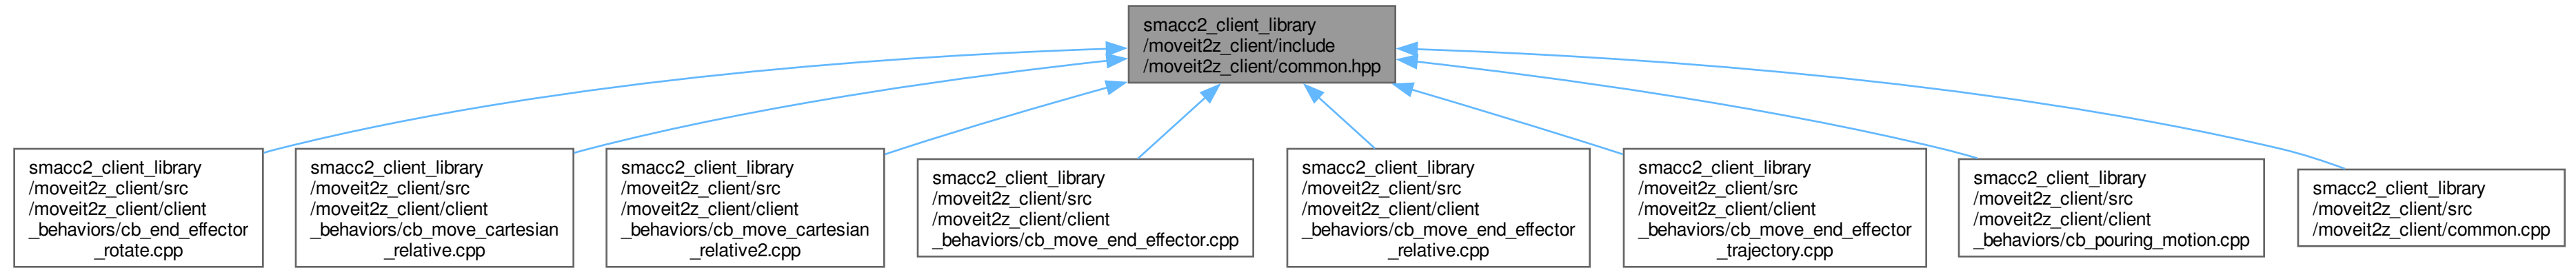 smacc2_client_library
/moveit2z_client/include
/moveit2z_client/common.hpp
smacc2_client_library
/moveit2z_client/src
/moveit2z_client/client
_behaviors/cb_end_effector
_rotate.cpp
smacc2_client_library
/moveit2z_client/src
/moveit2z_client/client
_behaviors/cb_move_cartesian
_relative.cpp
smacc2_client_library
/moveit2z_client/src
/moveit2z_client/client
_behaviors/cb_move_cartesian
_relative2.cpp
smacc2_client_library
/moveit2z_client/src
/moveit2z_client/client
_behaviors/cb_move_end_effector.cpp
smacc2_client_library
/moveit2z_client/src
/moveit2z_client/client
_behaviors/cb_move_end_effector
_relative.cpp
smacc2_client_library
/moveit2z_client/src
/moveit2z_client/client
_behaviors/cb_move_end_effector
_trajectory.cpp
smacc2_client_library
/moveit2z_client/src
/moveit2z_client/client
_behaviors/cb_pouring_motion.cpp
smacc2_client_library
/moveit2z_client/src
/moveit2z_client/common.cpp